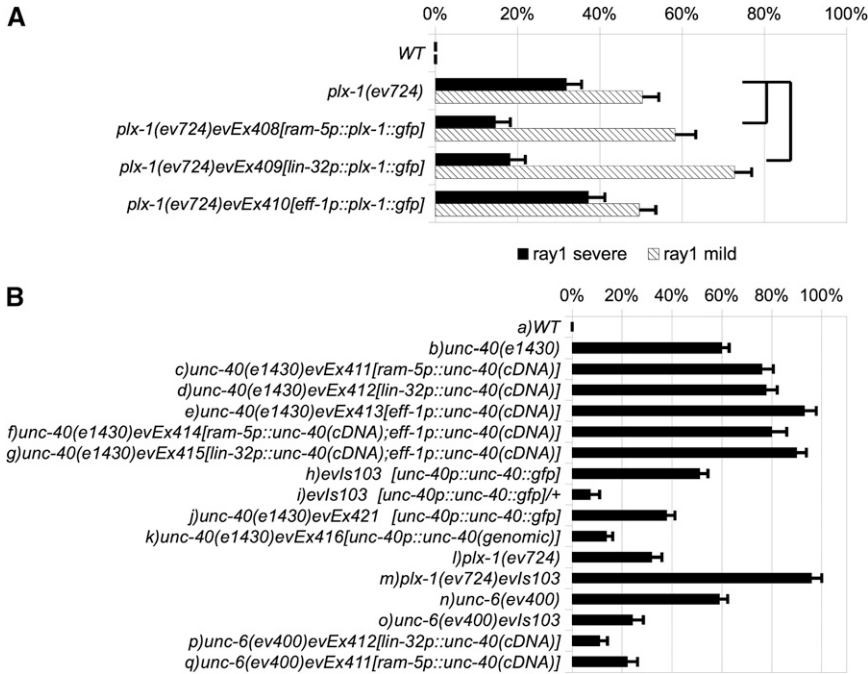 A
0% 20% 40% 60% 80% 100%
WT
plx-1(ev724)
plx-1(ev724)evEx408[ram-5p::plx-1::gfp]
plx-1(ev724)evEx409[lin-32p::plx-1::gfp]
plx-1(ev724)evEx410[eff-1p::plx-1::gfp]
ray1 severe ray1 mild
B
0% 20% 40% 60% 80% 100%
a)WT
b)unc-40(e1430)
c)unc-40(e1430)evEx411[ram-5p::unc-40(cDNA)]
d)unc-40(e1430)evEx412[lin-32p::unc-40(cDNA)]
e)unc-40(e1430)evEx413[eff-1p::unc-40(cDNA)]
f)unc-40(e1430)evEx414[ram-5p::unc-40(cDNA);eff-1p::unc-40(cDNA)]
g)unc-40(e1430)evEx415[lin-32p::unc-40(cDNA);eff-1p::unc-40(cDNA)]
h)evIs103 [unc-40p::unc-40::gfp]
i)evIs103 [unc-40p::unc-40::gfp]/+
j)unc-40(e1430)evEx421 [unc-40p::unc-40::gfp]
k)unc-40(e1430)evEx416[unc-40p::unc-40(genomic)]
l)plx-1(ev724)
m)plx-1(ev724)evIs103
n)unc-6(ev400)
o)unc-6(ev400)evIs103
p)unc-6(ev400)evEx412[lin-32p::unc-40(cDNA)]
q)unc-6(ev400)evEx411[ram-5p::unc-40(cDNA)]